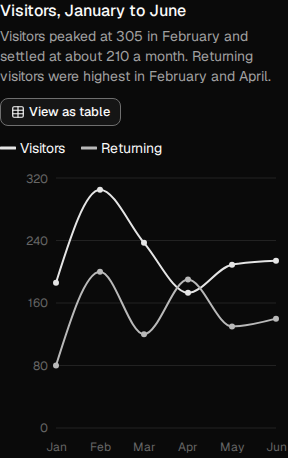 Visitors, January to June
Visitors peaked at 305 in February and
settled at about 210 a month. Returning
visitors were highest in February and April.
View as table
Visitors Returning
320
240
160
80
0
Jan Feb Mar Apr May Jun